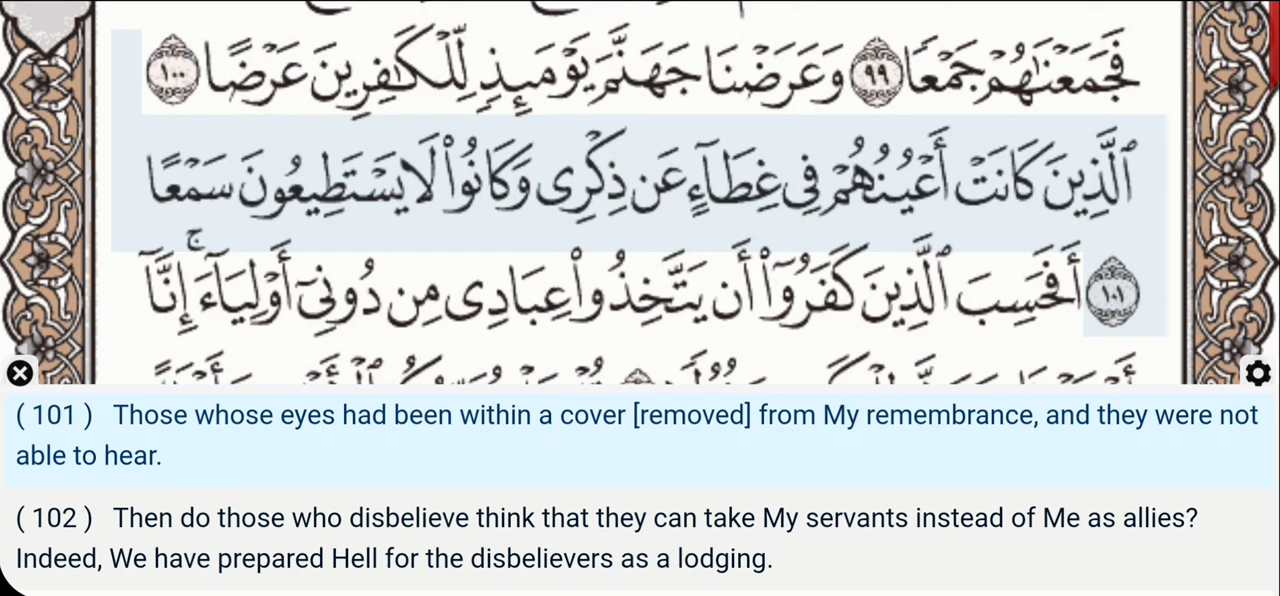 فَجَمَعْنَٰهُمْ جَمْعًا ٩٩ وَعَرَضْنَا جَهَنَّمَ يَوْمَئِذٍ لِّلْكَٰفِرِينَ عَرْضًا ١٠٠
ٱلَّذِينَ كَانَتْ أَعْيُنُهُمْ فِى غِطَآءٍ عَن ذِكْرِى وَكَانُوا۟ لَا يَسْتَطِيعُونَ سَمْعًا
١٠١ أَفَحَسِبَ ٱلَّذِينَ كَفَرُوٓا۟ أَن يَتَّخِذُوا۟ عِبَادِى مِن دُونِىٓ أَوْلِيَآءَ ۚ إِنَّآ
( 101 ) Those whose eyes had been within a cover [removed] from My remembrance, and they were not
able to hear.
( 102 ) Then do those who disbelieve think that they can take My servants instead of Me as allies?
Indeed, We have prepared Hell for the disbelievers as a lodging.